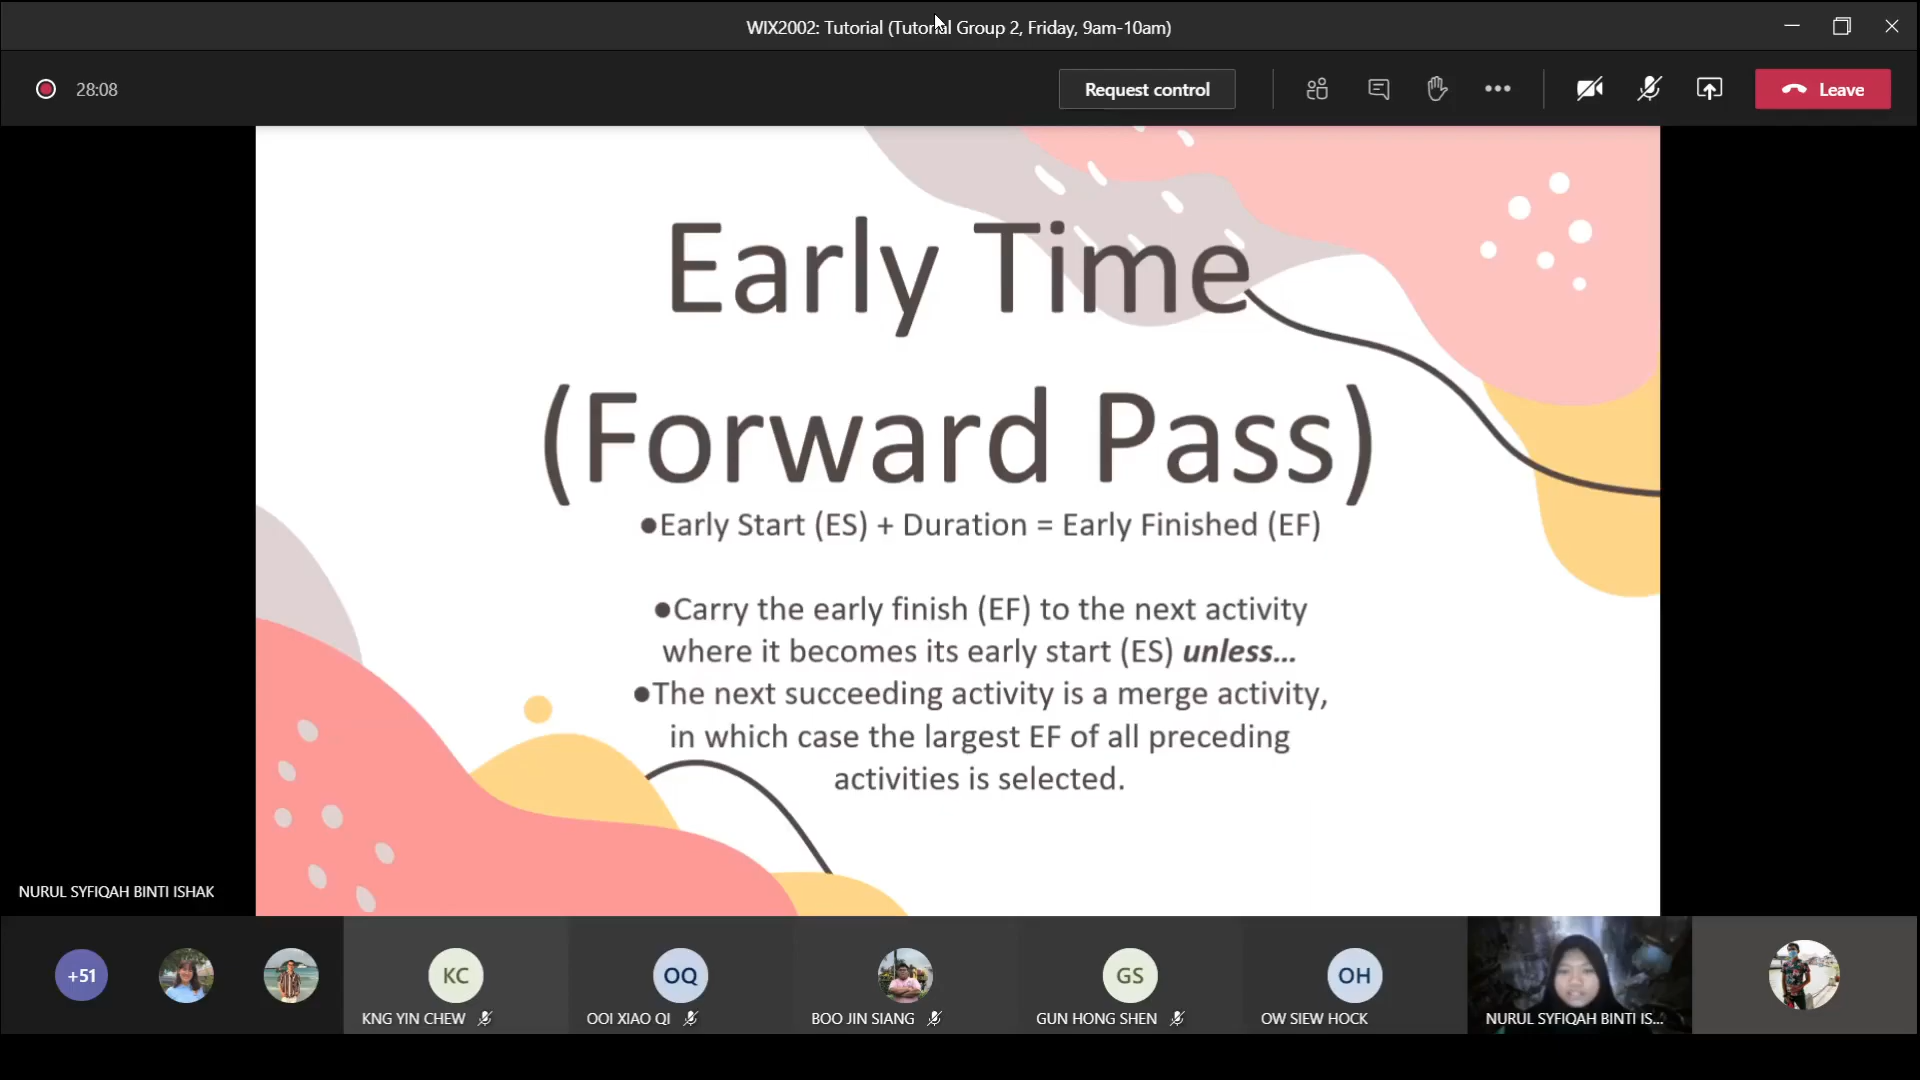 WIX2002: Tutorial (Tutorial Group 2, Friday, 9am-10am)
28:08
Request control
Leave
Early Time
(Forward Pass)
●Early Start (ES) + Duration = Early Finished (EF)
●Carry the early finish (EF) to the next activity
where it becomes its early start (ES) unless...
●The next succeeding activity is a merge activity,
in which case the largest EF of all preceding
activities is selected.
NURUL SYFIQAH BINTI ISHAK
+51
KC
OQ
GS
OH
KNG YIN CHEW
OOI XIAO QI
BOO JIN SIANG
GUN HONG SHEN
OW SIEW HOCK
NURUL SYFIQAH BINTI IS...